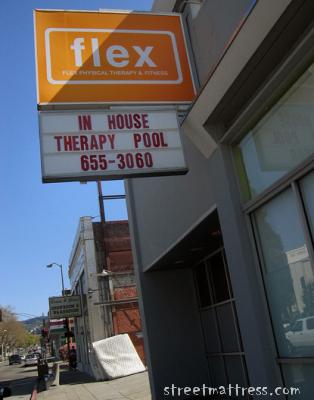 flex
FLEX PHYSICAL THERAPY & FITNESS
IN HOUSE
THERAPY POOL
655-3060
streetmattress.com